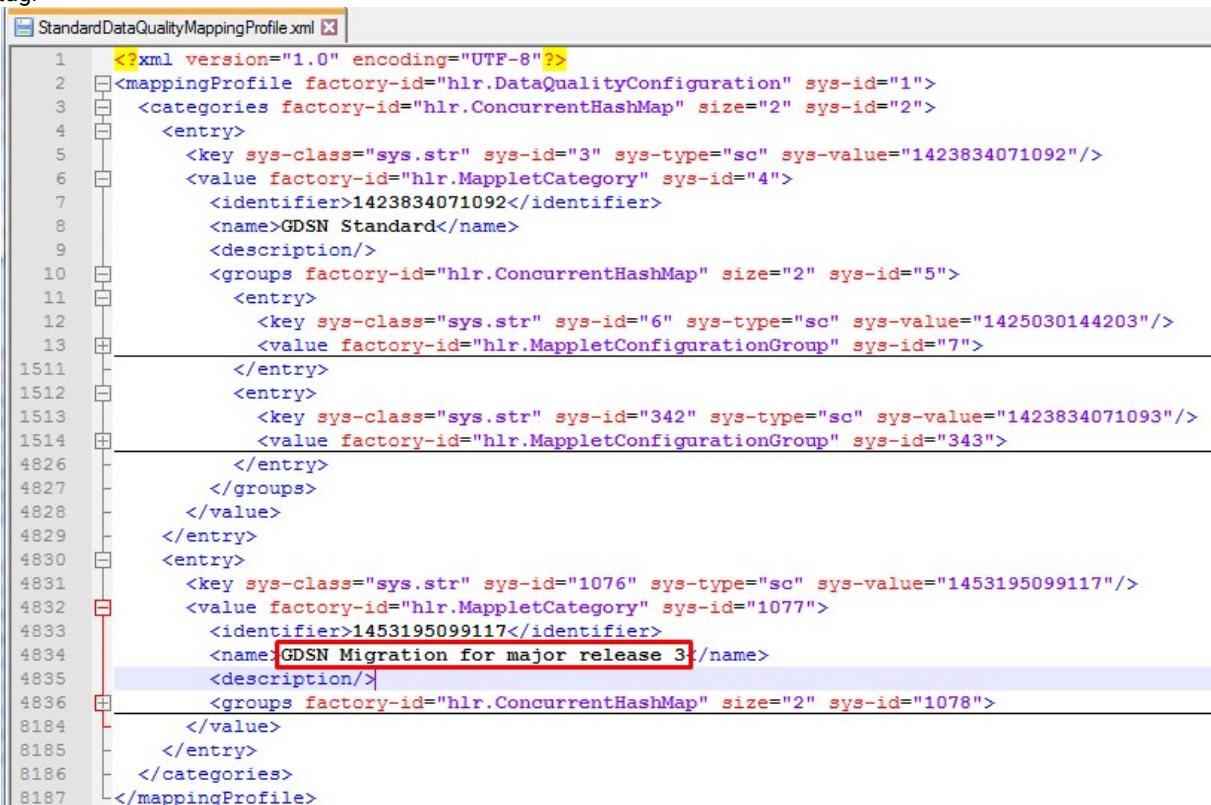 tag.
StandardDataQualityMappingProfile.xml
1 <?xml version="1.0" encoding="UTF-8"?>
2 <mappingProfile factory-id="hlr.DataQualityConfiguration" sys-id="1">
3 <categories factory-id="hlr.ConcurrentHashMap" size="2" sys-id="2">
4 <entry>
5 <key sys-class="sys.str" sys-id="3" sys-type="sc" sys-value="1423834071092"/>
6 <value factory-id="hlr.MappletCategory" sys-id="4">
7 <identifier>1423834071092</identifier>
8 <name>GDSN Standard</name>
9 <description/>
10 <groups factory-id="hlr.ConcurrentHashMap" size="2" sys-id="5">
11 <entry>
12 <key sys-class="sys.str" sys-id="6" sys-type="sc" sys-value="1425030144203"/>
13 <value factory-id="hlr.MappletConfigurationGroup" sys-id="7">
1511 </entry>
1512 <entry>
1513 <key sys-class="sys.str" sys-id="342" sys-type="sc" sys-value="1423834071093"/>
1514 <value factory-id="hlr.MappletConfigurationGroup" sys-id="343">
4826 </entry>
4827 </groups>
4828 </value>
4829 </entry>
4830 <entry>
4831 <key sys-class="sys.str" sys-id="1076" sys-type="sc" sys-value="1453195099117"/>
4832 <value factory-id="hlr.MappletCategory" sys-id="1077">
4833 <identifier>1453195099117</identifier>
4834 <name>GDSN Migration for major release 3</name>
4835 <description/>
4836 <groups factory-id="hlr.ConcurrentHashMap" size="2" sys-id="1078">
8184 </value>
8185 </entry>
8186 </categories>
8187 </mappingProfile>